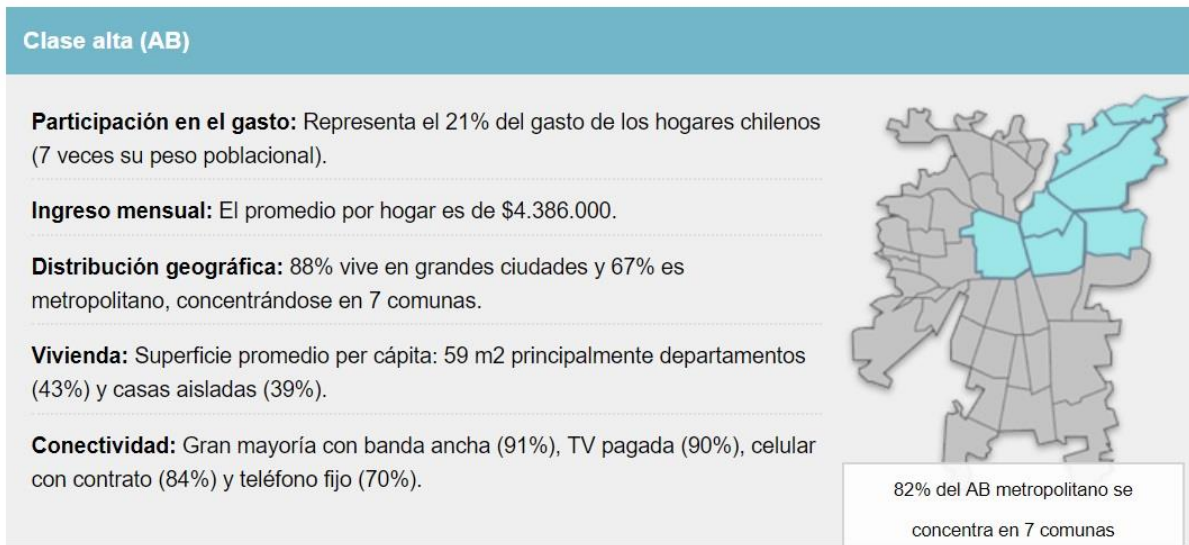 Clase alta (AB)
Participación en el gasto: Representa el 21% del gasto de los hogares chilenos
(7 veces su peso poblacional).
Ingreso mensual: El promedio por hogar es de $4.386.000.
Distribución geográfica: 88% vive en grandes ciudades y 67% es
metropolitano, concentrándose en 7 comunas.
Vivienda: Superficie promedio per cápita: 59 m2 principalmente departamentos
(43%) y casas aisladas (39%).
Conectividad: Gran mayoría con banda ancha (91%), TV pagada (90%), celular
con contrato (84%) y teléfono fijo (70%).
82% del AB metropolitano se
concentra en 7 comunas